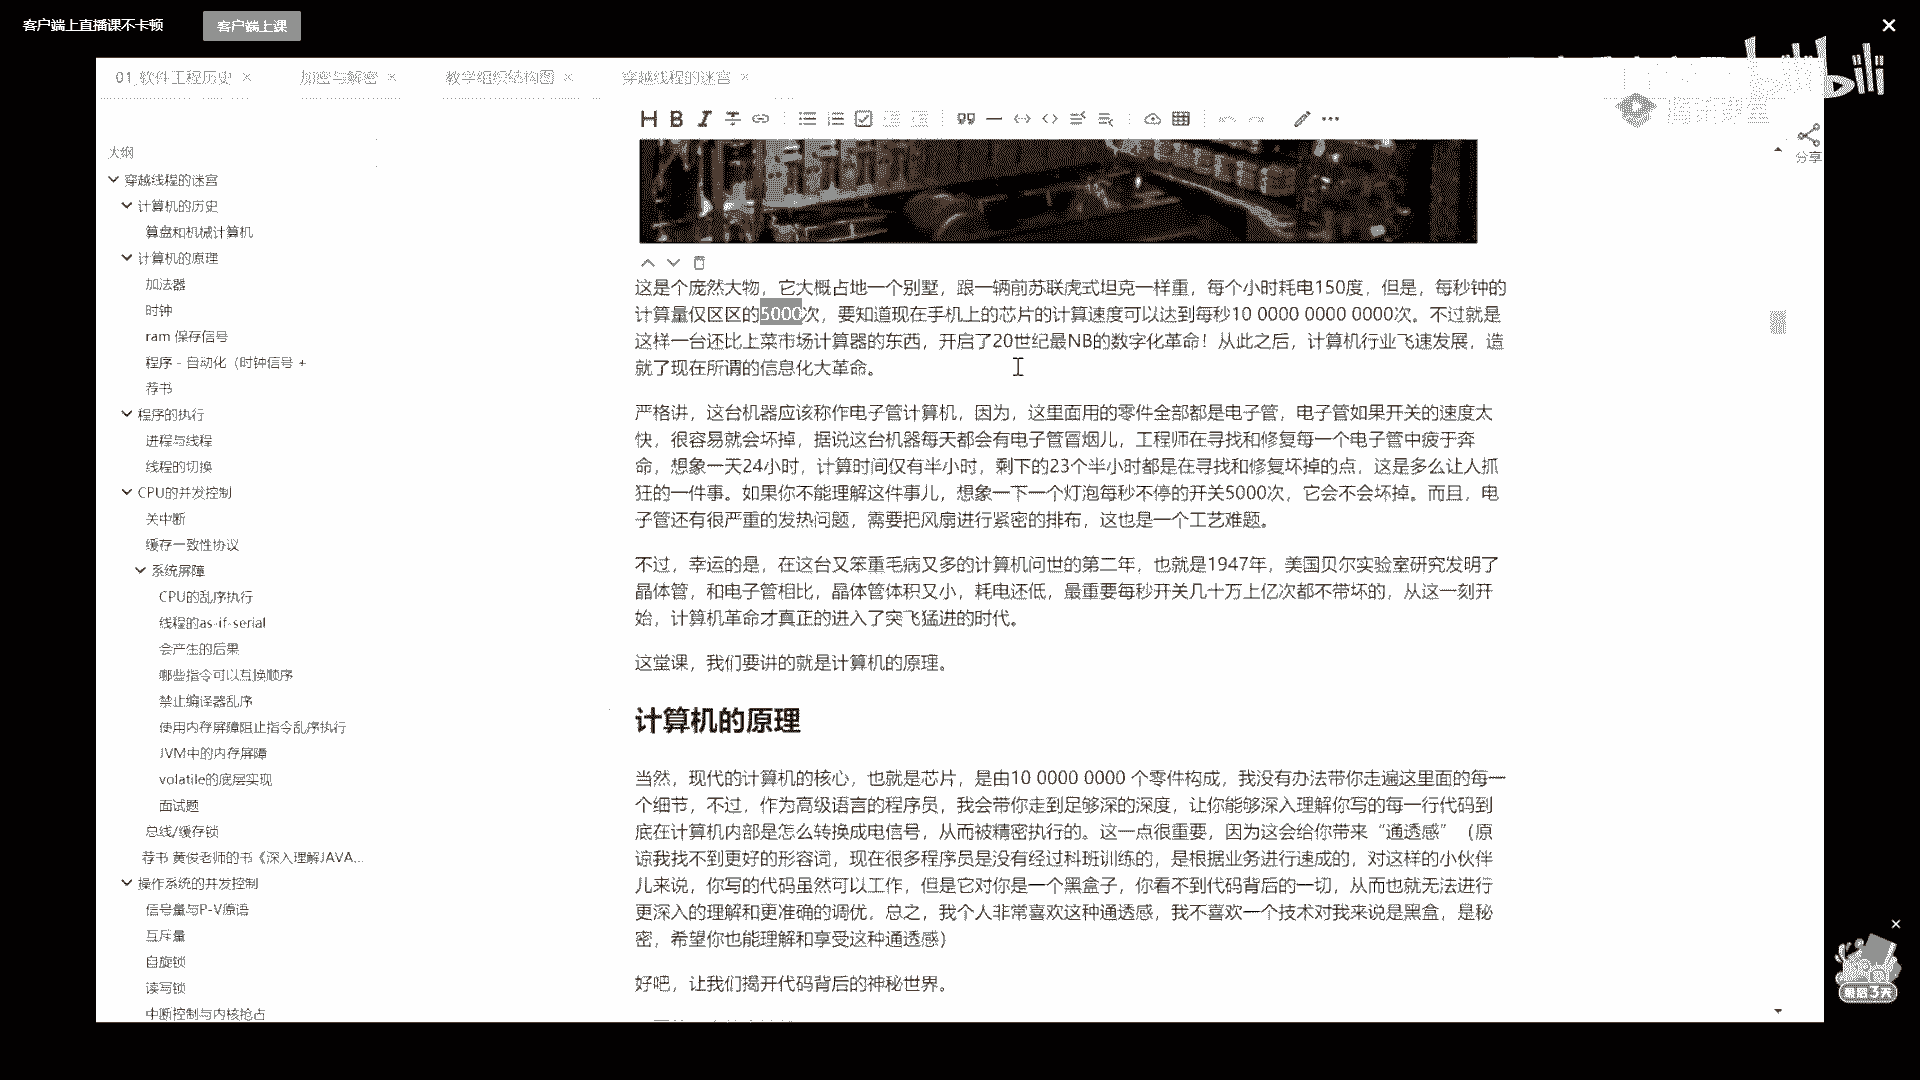 客户端上直播课不卡顿
客户端上课
bilibili
01_软件工程历史
加密与解密
教学组织结构图
穿越线程的迷宫
分享
大纲
穿越线程的迷宫
计算机的历史
算盘和机械计算机
计算机的原理
加法器
时钟
ram 保存信号
程序 - 自动化（时钟信号 +
荐书
程序的执行
进程与线程
线程的切换
CPU的并发控制
关中断
缓存一致性协议
系统屏障
CPU的乱序执行
线程的as-if-serial
会产生的后果
哪些指令可以互换顺序
禁止编译器乱序
使用内存屏障阻止指令乱序执行
JVM中的内存屏障
volatile的底层实现
面试题
总线/缓存锁
荐书 黄俊老师的书《深入理解JAVA...
操作系统的并发控制
信号量与P-V原语
互斥量
自旋锁
读写锁
中断控制与内核抢占
这是个庞然大物，它大概占地一个别墅，跟一辆前苏联虎式坦克一样重，每个小时耗电150度，但是，每秒钟的
计算量仅区区的5000次，要知道现在手机上的芯片的计算速度可以达到每秒10 0000 0000 0000次。不过就是
这样一台还比上菜市场计算器的东西，开启了20世纪最NB的数字化革命！从此之后，计算机行业飞速发展，造
就了现在所谓的信息化大革命。
严格讲，这台机器应该称作电子管计算机，因为，这里面用的零件全部都是电子管，电子管如果开关的速度太
快，很容易就会坏掉，据说这台机器每天都会有电子管冒烟儿，工程师在寻找和修复每一个电子管中疲于奔
命，想象一天24小时，计算时间仅有半小时，剩下的23个半小时都是在寻找和修复坏掉的点，这是多么让人抓
狂的一件事。如果你不能理解这件事儿，想象一下一个灯泡每秒不停的开关5000次，它会不会坏掉。而且，电
子管还有很严重的发热问题，需要把风扇进行紧密的排布，这也是一个工艺难题。
不过，幸运的是，在这台又笨重毛病又多的计算机问世的第二年，也就是1947年，美国贝尔实验室研究发明了
晶体管，和电子管相比，晶体管体积又小，耗电还低，最重要每秒开关几十万上亿次都不带坏的，从这一刻开
始，计算机革命才真正的进入了突飞猛进的时代。
这堂课，我们要讲的就是计算机的原理。
计算机的原理
当然，现代的计算机的核心，也就是芯片，是由10 0000 0000 个零件构成，我没有办法带你走遍这里面的每一
个细节，不过，作为高级语言的程序员，我会带你走到足够深的深度，让你能够深入理解你写的每一行代码到
底在计算机内部是怎么转换成电信号，从而被精密执行的。这一点很重要，因为这会给你带来“通透感”（原
谅我找不到更好的形容词，现在很多程序员是没有经过科班训练的，是根据业务进行速成的，对这样的小伙伴
儿来说，你写的代码虽然可以工作，但是它对你是一个黑盒子，你看不到代码背后的一切，从而也就无法进行
更深入的理解和更准确的调优。总之，我个人非常喜欢这种通透感，我不喜欢一个技术对我来说是黑盒，是秘
密，希望你也能理解和享受这种通透感）
好吧，让我们揭开代码背后的神秘世界。